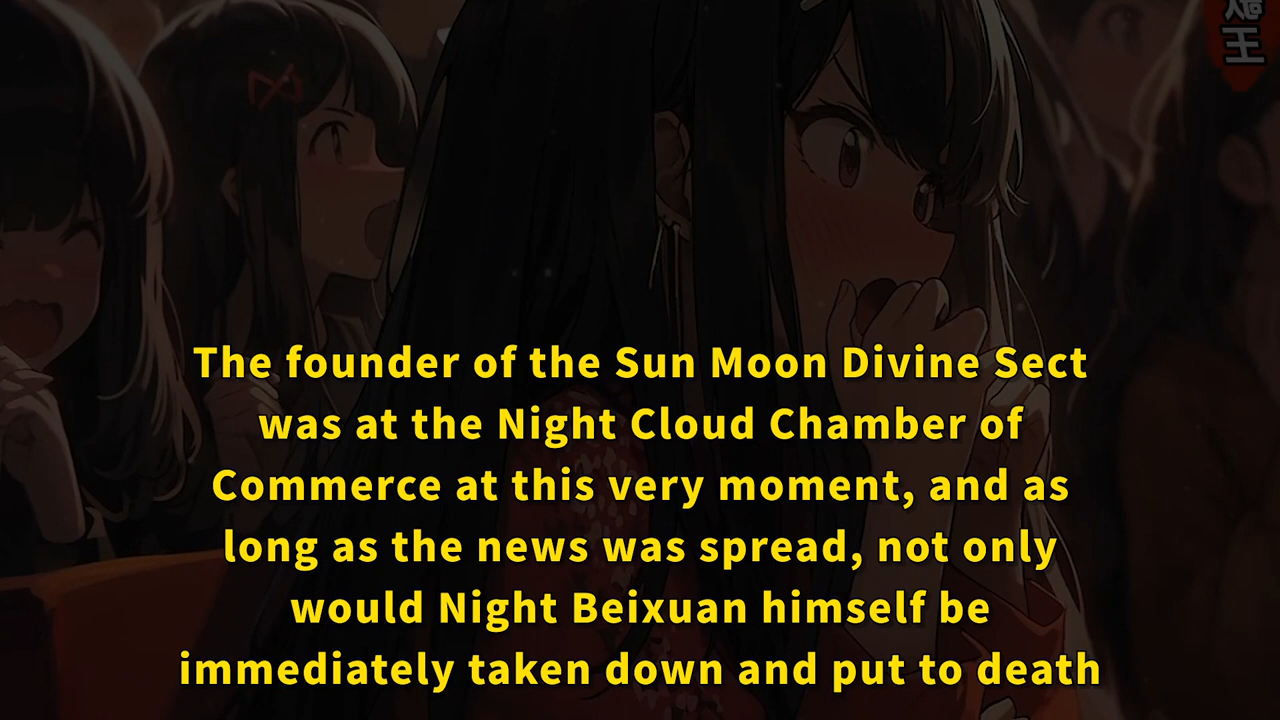 王
The founder of the Sun Moon Divine Sect
was at the Night Cloud Chamber of
Commerce at this very moment, and as
long as the news was spread, not only
would Night Beixuan himself be
immediately taken down and put to death